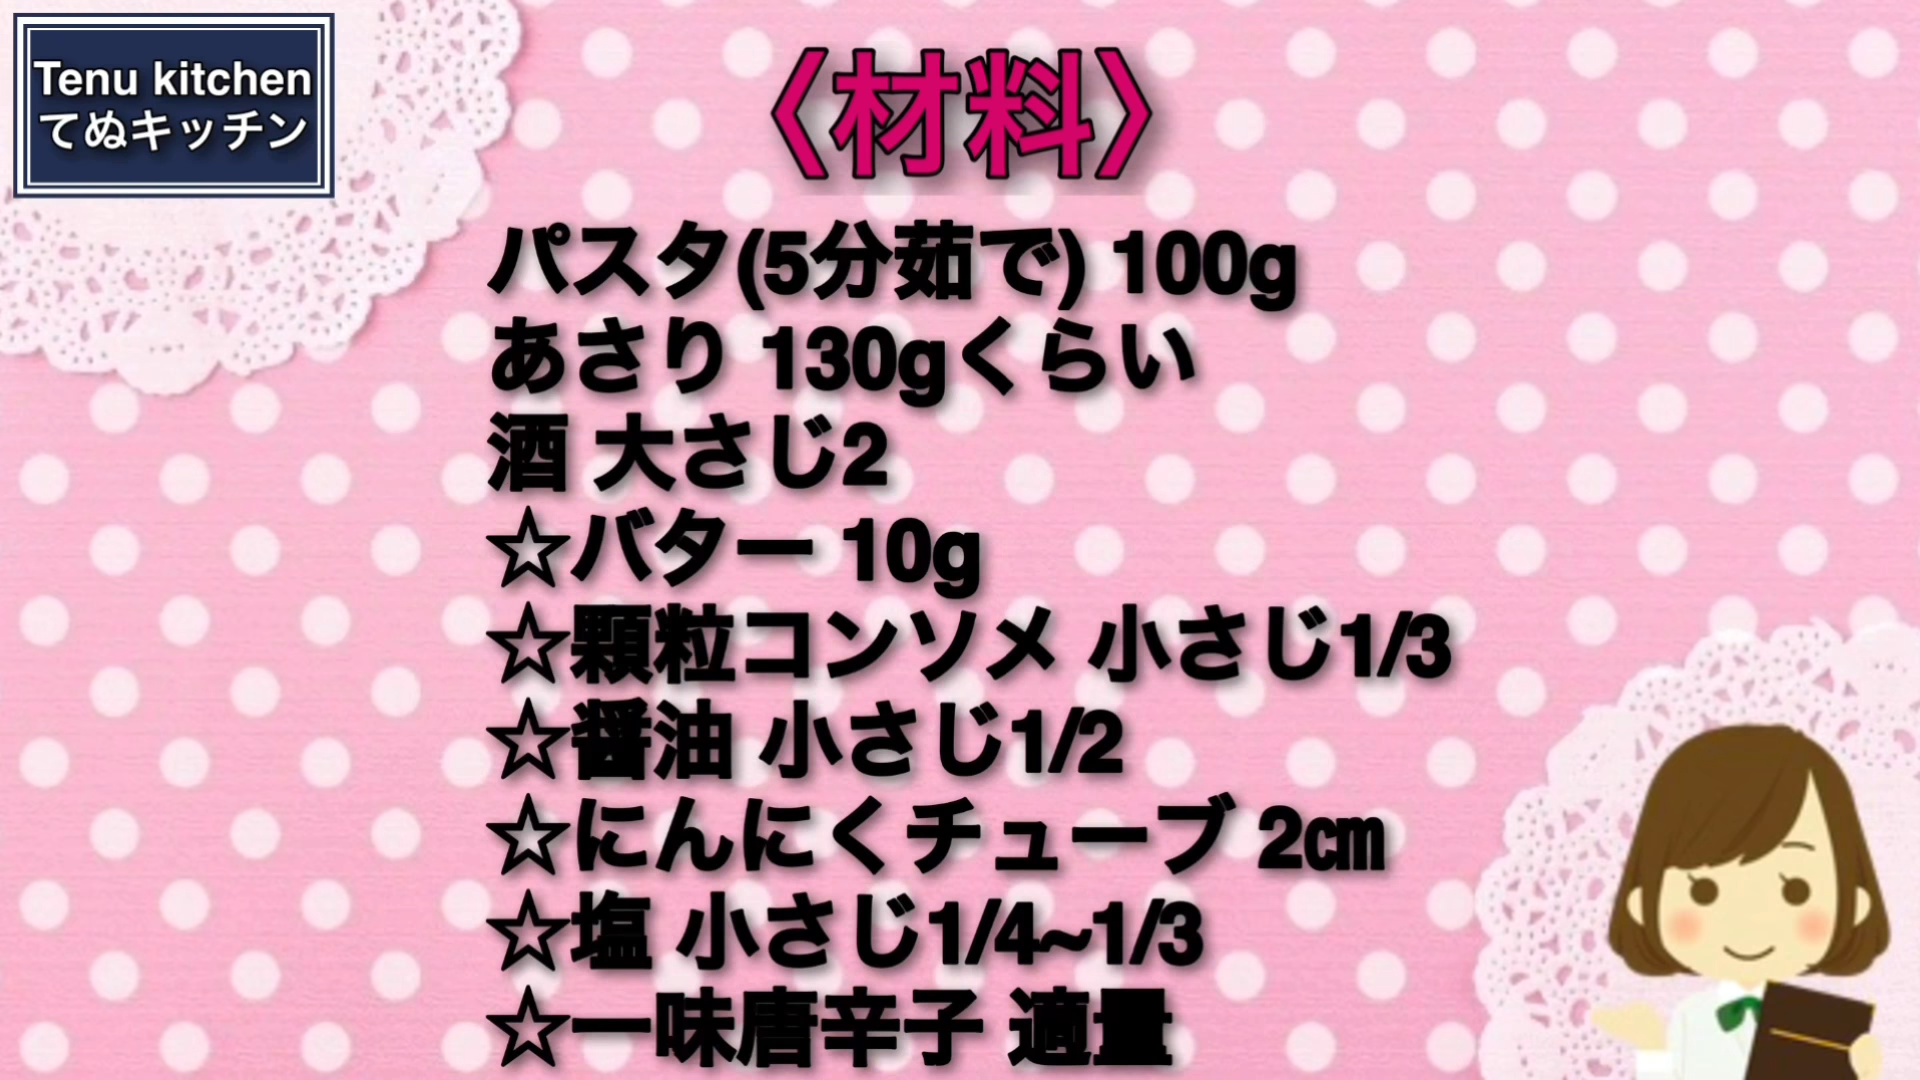 Tenu kitchen
てぬキッチン
〈材料〉
パスタ(5分茹で) 100g
あさり 130gくらい
酒 大さじ2
☆バター 10g
☆顆粒コンソメ 小さじ1/3
☆醤油 小さじ1/2
☆にんにくチューブ 2㎝
☆塩 小さじ1/4~1/3
☆一味唐辛子 適量